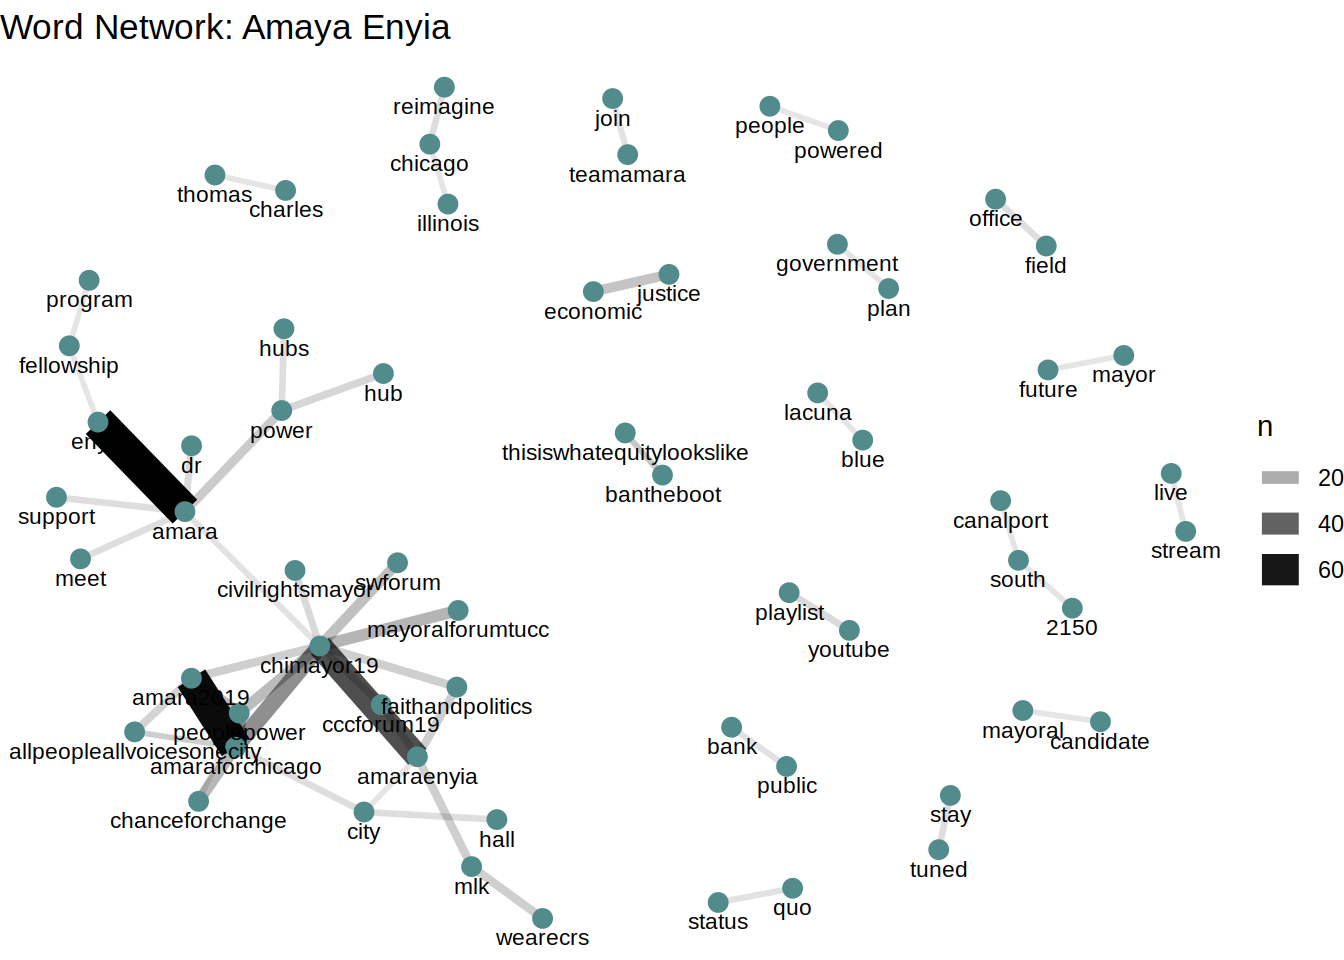 Word Network: Amaya Enyia
reimagine
join
people
chicago
powered
thomas
teamamara
charles
illinois
office
government
field
program
justice
economic
plan
hubs
fellowship
mayor
future
hub
lacuna
power
n
dr
thisiswhatequitylookslike
blue
20
live
bantheboot
support
canalport
40
amara
stream
60
meet
south
swforum
civilrightsmayor
playlist
mayoralforumtucc
2150
youtube
chimayor19
amara2019
faithandpolitics
cccforum19
peoplepower
mayoral
candidate
allpeopleallvoicesonecity
bank
amaraforchicago
amaraenyia
public
chanceforchange
stay
city
hall
tuned
mlk
quo
status
wearecrs